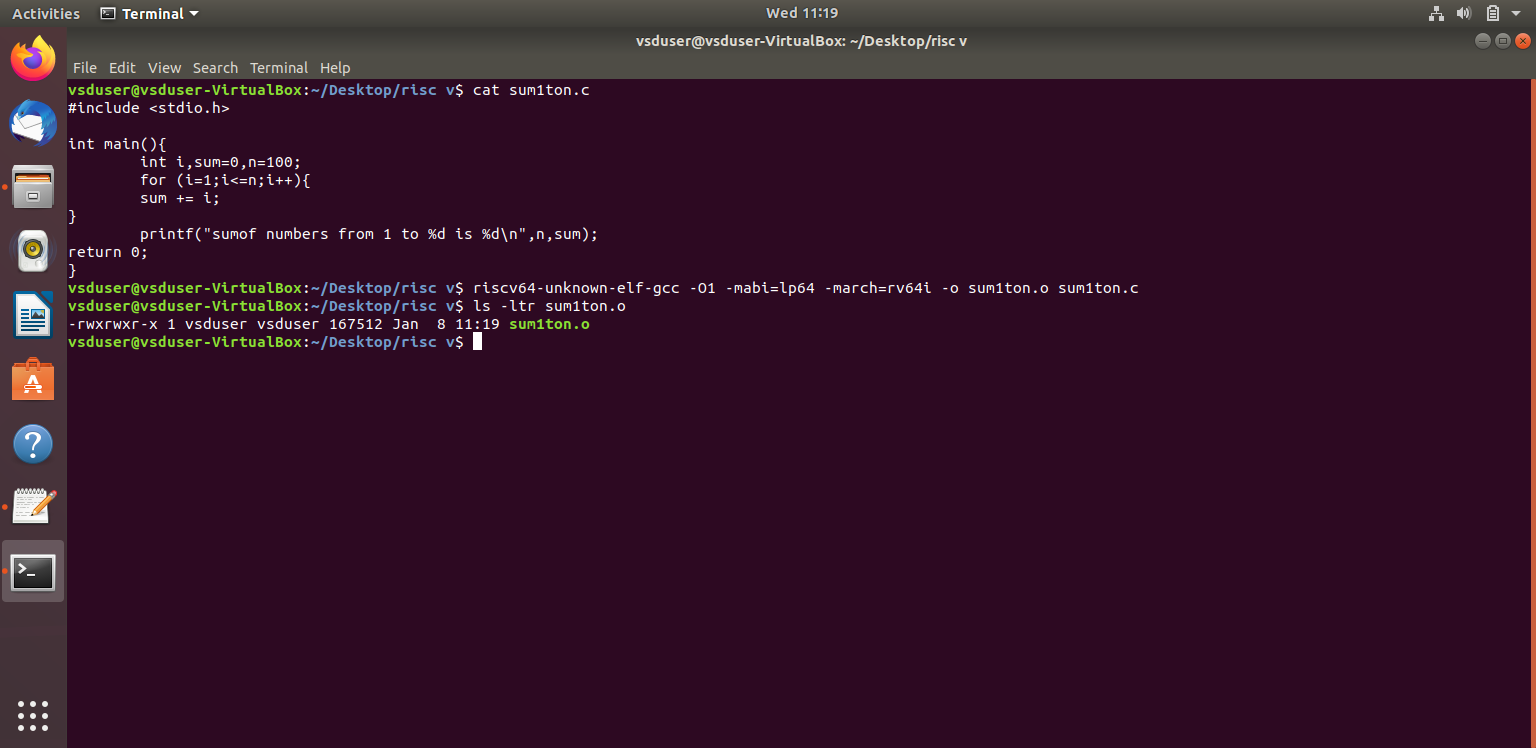 Activities Terminal Wed 11:19
vsduser@vsduser-VirtualBox: ~/Desktop/risc v
File Edit View Search Terminal Help
vsduser@vsduser-VirtualBox:~/Desktop/risc v$ cat sum1ton.c
#include <stdio.h>
int main(){
        int i,sum=0,n=100;
        for (i=1;i<=n;i++){
        sum += i;
}
        printf("sumof numbers from 1 to %d is %d\n",n,sum);
return 0;
}
vsduser@vsduser-VirtualBox:~/Desktop/risc v$ riscv64-unknown-elf-gcc -O1 -mabi=lp64 -march=rv64i -o sum1ton.o sum1ton.c
vsduser@vsduser-VirtualBox:~/Desktop/risc v$ ls -ltr sum1ton.o
-rwxrwxr-x 1 vsduser vsduser 167512 Jan  8 11:19 sum1ton.o
vsduser@vsduser-VirtualBox:~/Desktop/risc v$